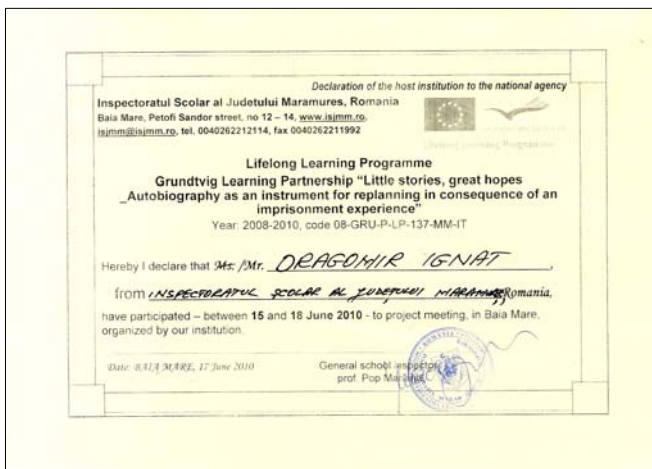 Declaration of the host institution to the national agency
Inspectoratul Scolar al Judetului Maramures, Romania
Baia Mare, Petofi Sandor street, no 12 – 14, www.isjmm.ro,
isjmm@isjmm.ro, tel. 0040262212114, fax 0040262211992
Lifelong Learning Programme
Grundtvig Learning Partnership "Little stories, great hopes
_Autobiography as an instrument for replanning in consequence of an
imprisonment experience"
Year: 2008-2010, code 08-GRU-P-LP-137-MM-IT
Hereby I declare that Ms. /Mr. DRAGOMIR IGNAT,
from INSPECTORATUL ȘCOLAR AL JUDEȚULUI Romania,
have participated – between 15 and 18 June 2010 - to project meeting, in Baia Mare,
organized by our institution.
Date: BAIA MARE, 17 June 2010
General school inspector
prof. Pop
ROMANIA